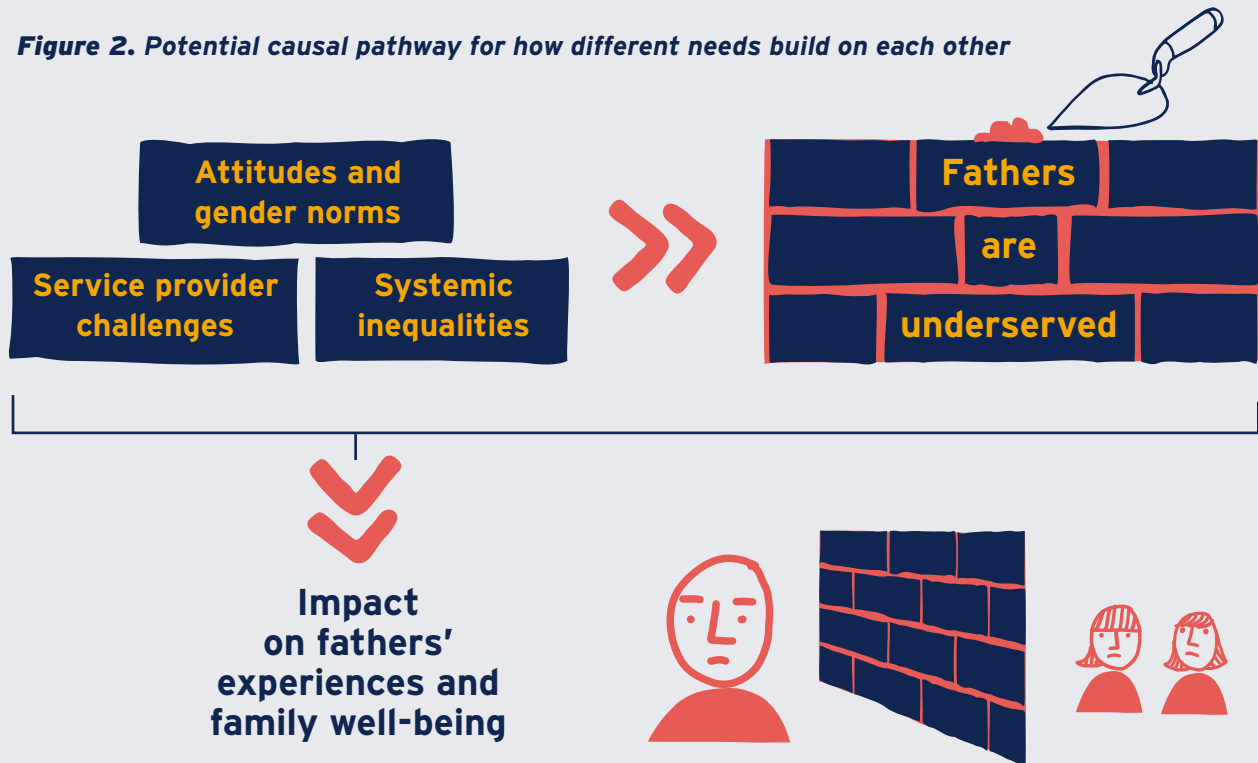 Figure 2. Potential causal pathway for how different needs build on each other
Attitudes and
gender norms
Service provider
challenges
Systemic
inequalities
Fathers
are
underserved
Impact
on fathers’
experiences and
family well-being